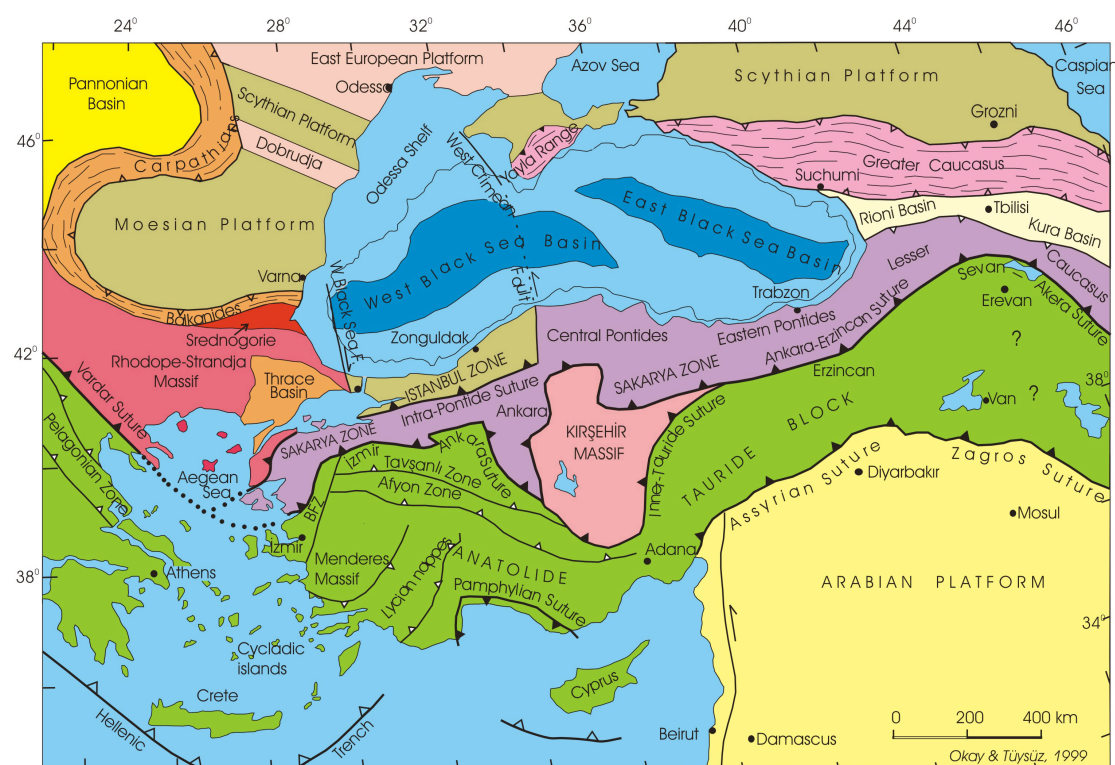 24⁰ 28⁰ 32⁰ 36⁰ 40⁰ 44⁰ 46⁰
East European Platform
Azov Sea
Scythian Platform
Caspian
Sea
Pannonian
Basin
Odessa
Scythian Platform
Grozni
46⁰
Dobrudja
Carpathians
Odessa Shelf
West Crimean
Fault
Yayla Range
Greater Caucasus
Suchumi
Rioni Basin
Tbilisi
Kura Basin
Moesian Platform
East Black Sea Basin
West Black Sea Basin
Lesser
Caucasus
Varna
W.Black Sea F.
Sevan
Akera Suture
Erevan
Trabzon
Balkanides
Srednogorie
Zonguldak
Central Pontides
Eastern Pontides
Ankara-Erzincan Suture
?
42⁰
Rhodope-Strandja
Massif
Thrace
Basin
İSTANBUL ZONE
Intra-Pontide Suture
SAKARYA ZONE
Erzincan
38⁰
Vardar Suture
Ankara
Van
?
Pelagonian Zone
SAKARYA ZONE
KIRŞEHİR
MASSIF
Inner-Tauride Suture
TAURIDE BLOCK
İzmir
Ankara Suture
Tavşanlı Zone
Afyon Zone
Aegean
Sea
Assyrian Suture
Diyarbakır
Zagros Suture
BFZ
Mosul
İzmir
Menderes
Massif
Lycian nappes
ANATOLIDE
Adana
Pamphylian Suture
38⁰
Athens
ARABIAN PLATFORM
34⁰
Cycladic
islands
Cyprus
Crete
Hellenic
Trench
Beirut
Damascus
0 200 400 km
Okay & Tüysüz, 1999